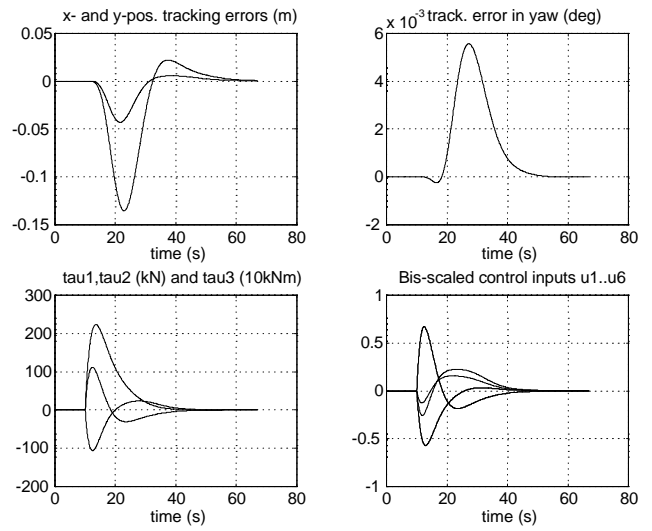 x- and y-pos. tracking errors (m)
0.05
0
-0.05
-0.1
-0.15
0 20 40 60 80
time (s)
x 10^-3 track. error in yaw (deg)
6
4
2
0
-2
0 20 40 60 80
time (s)
tau1,tau2 (kN) and tau3 (10kNm)
300
200
100
0
-100
-200
0 20 40 60 80
time (s)
Bis-scaled control inputs u1..u6
1
0.5
0
-0.5
-1
0 20 40 60 80
time (s)